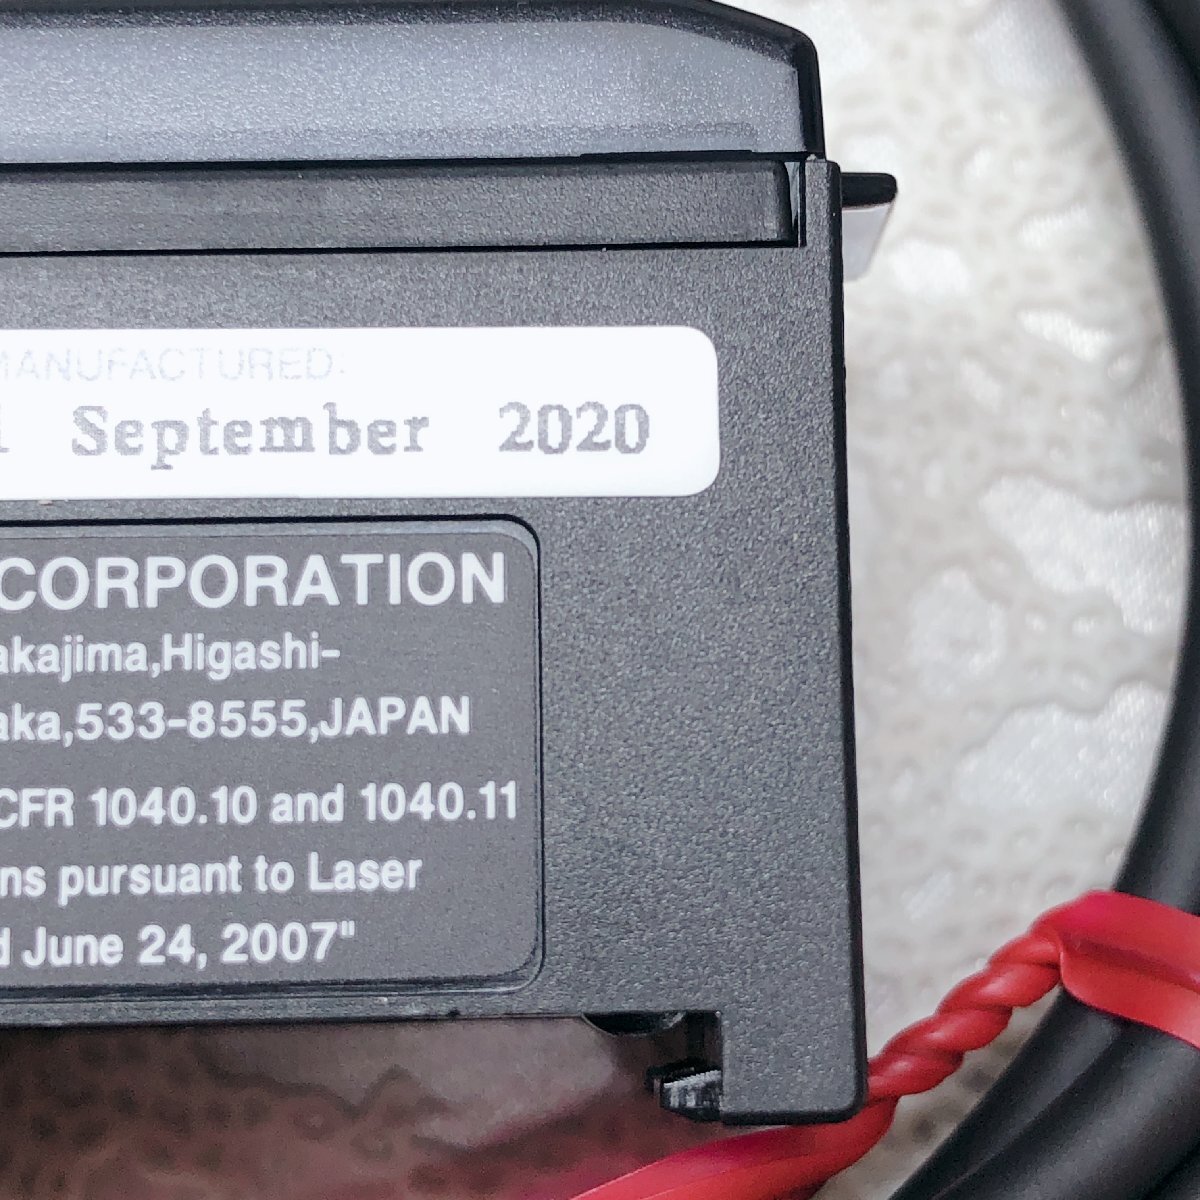 MANUFACTURED:
September 2020
CORPORATION
akajima,Higashi-
aka,533-8555,JAPAN
CFR 1040.10 and 1040.11
ns pursuant to Laser
d June 24, 2007"